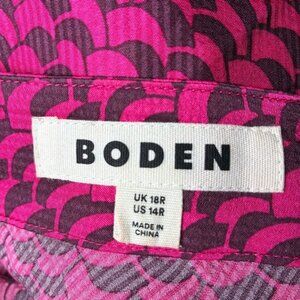 BODEN
UK 18R
US 14R
MADE IN
CHINA